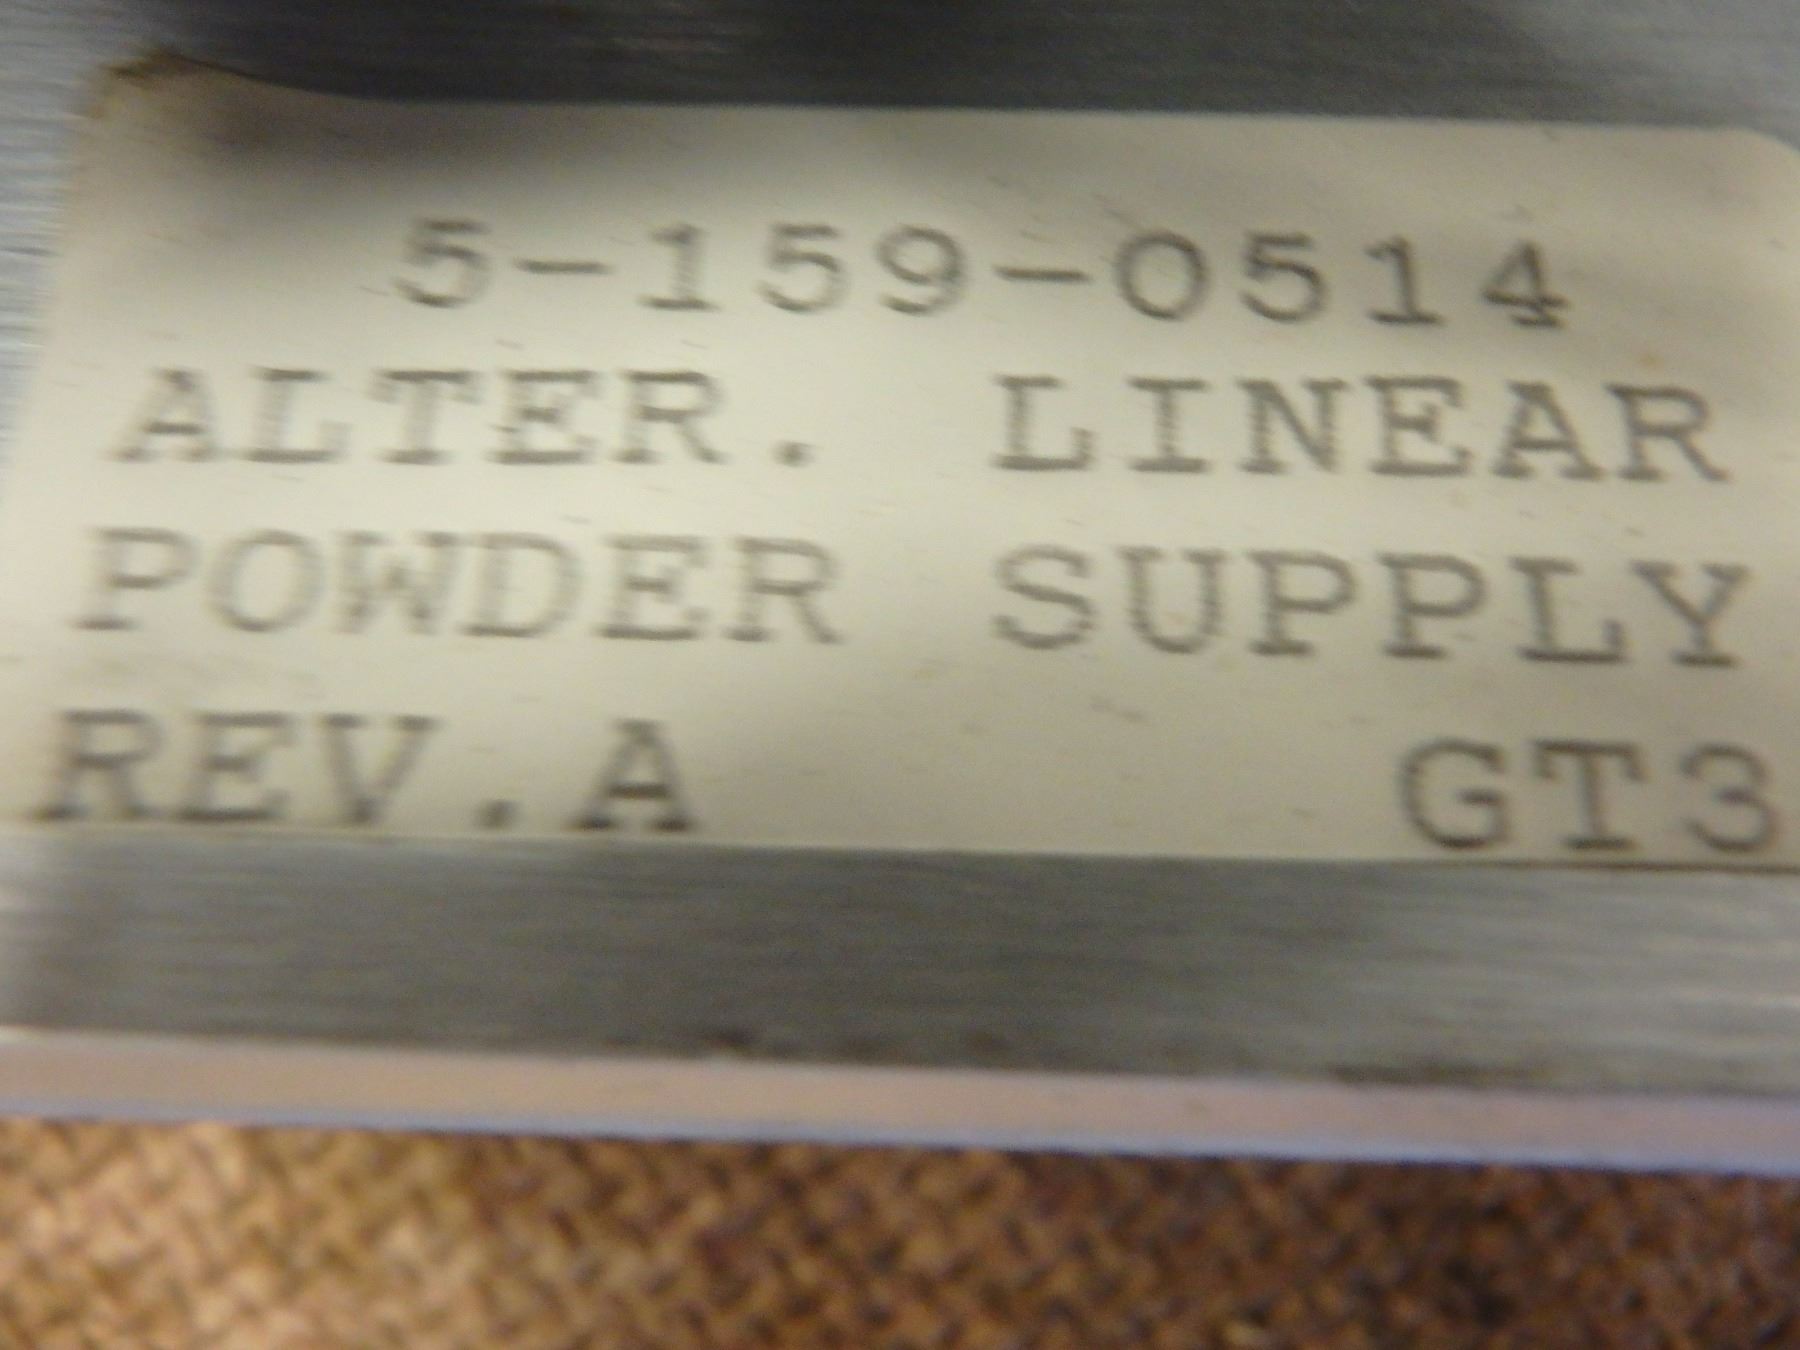 5-159-0514
ALTER. LINEAR
POWDER SUPPLY
REV.A GT3